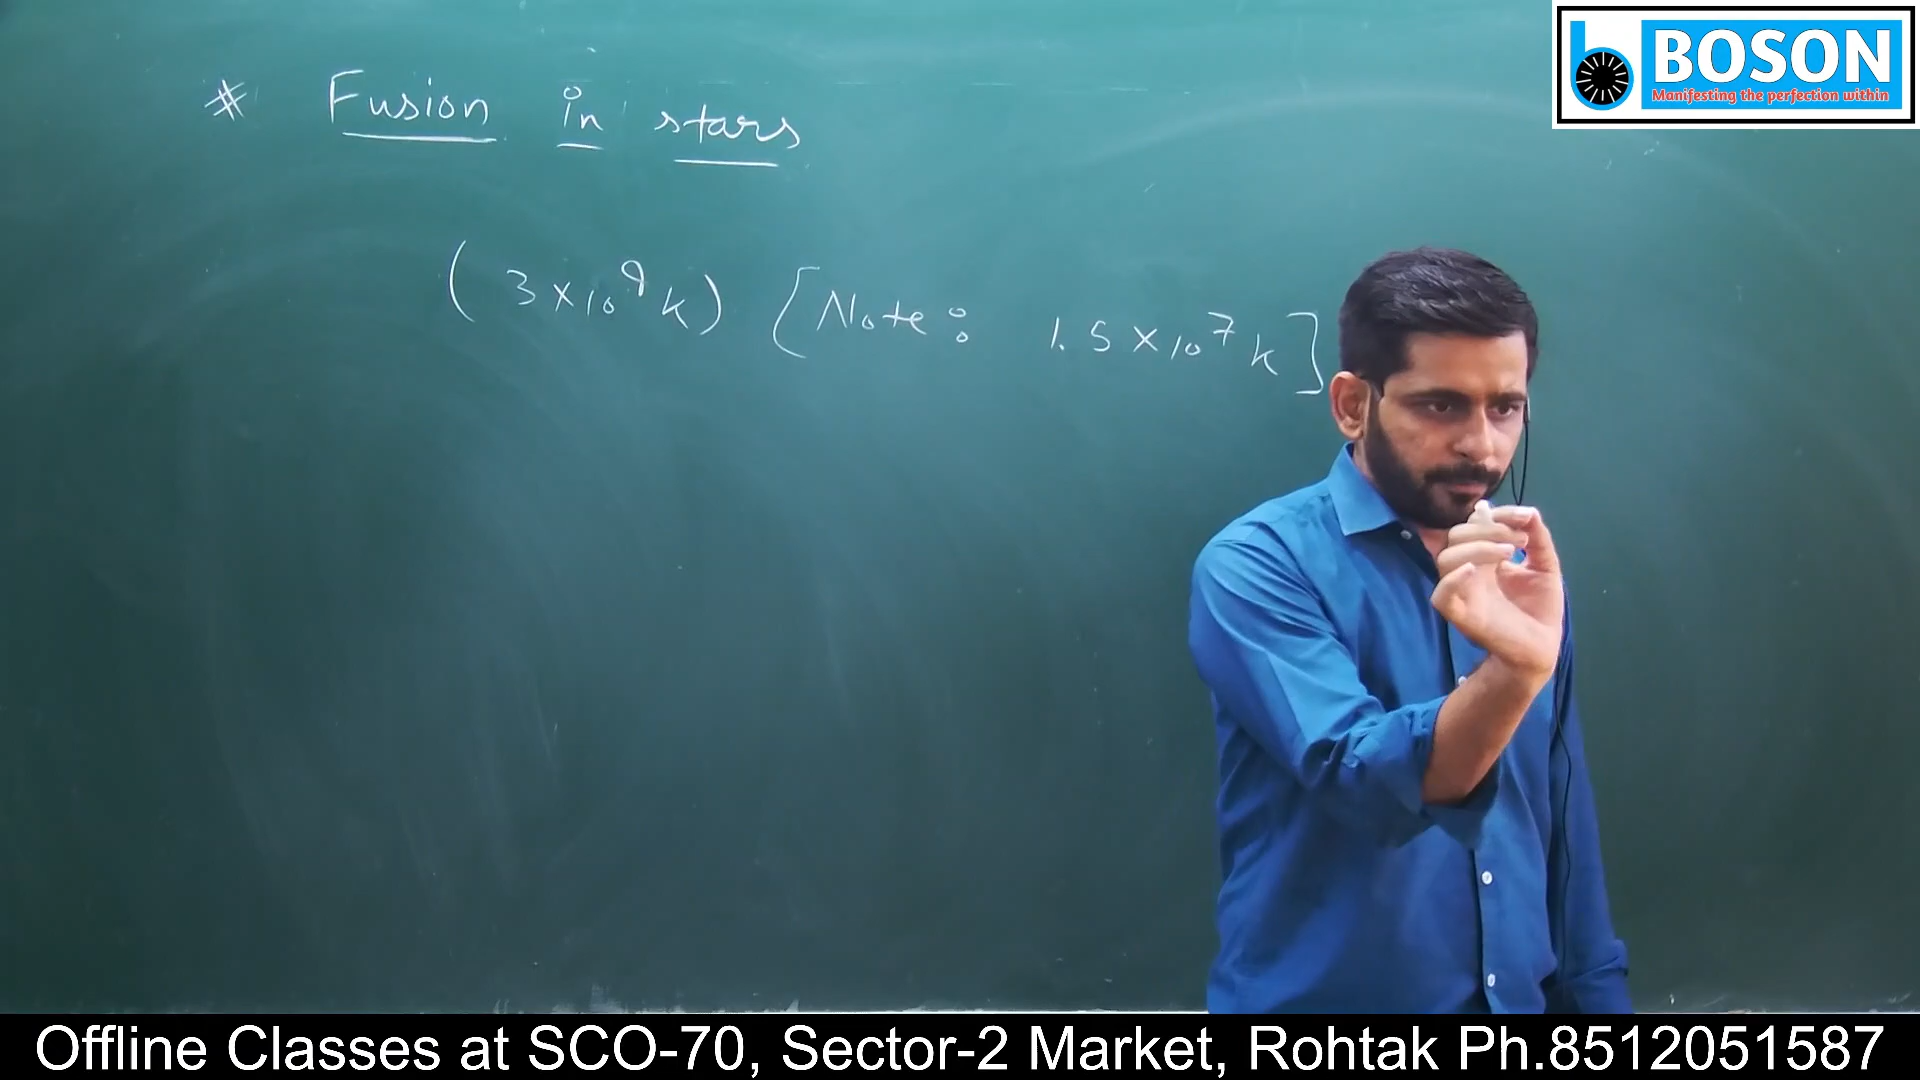 BOSON
Manifesting the perfection within
* Fusion in stars
(3×10⁹ K) [Note: 1.5×10⁷ K]
Offline Classes at SCO-70, Sector-2 Market, Rohtak Ph.8512051587